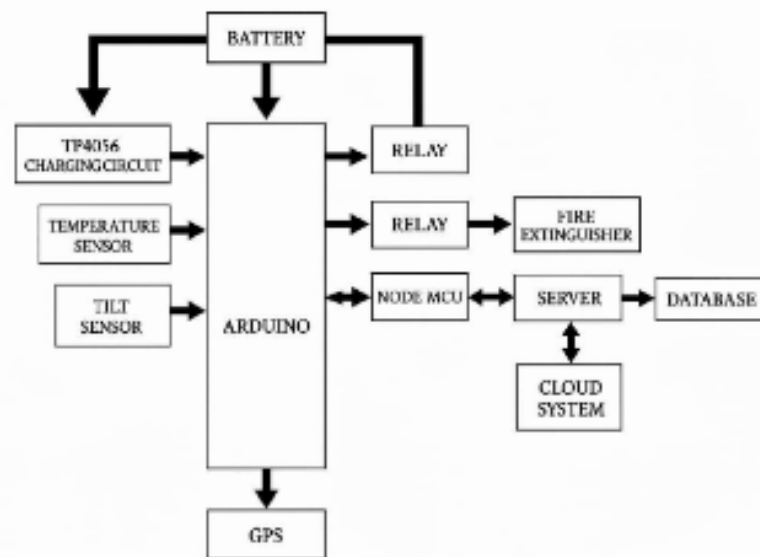 BATTERY
TP4056
CHARGINGCIRCUIT
RELAY
TEMPERATURE
SENSOR
RELAY
FIRE
EXTINGUISHER
TILT
SENSOR
ARDUINO
NODE MCU
SERVER
DATABASE
CLOUD
SYSTEM
GPS